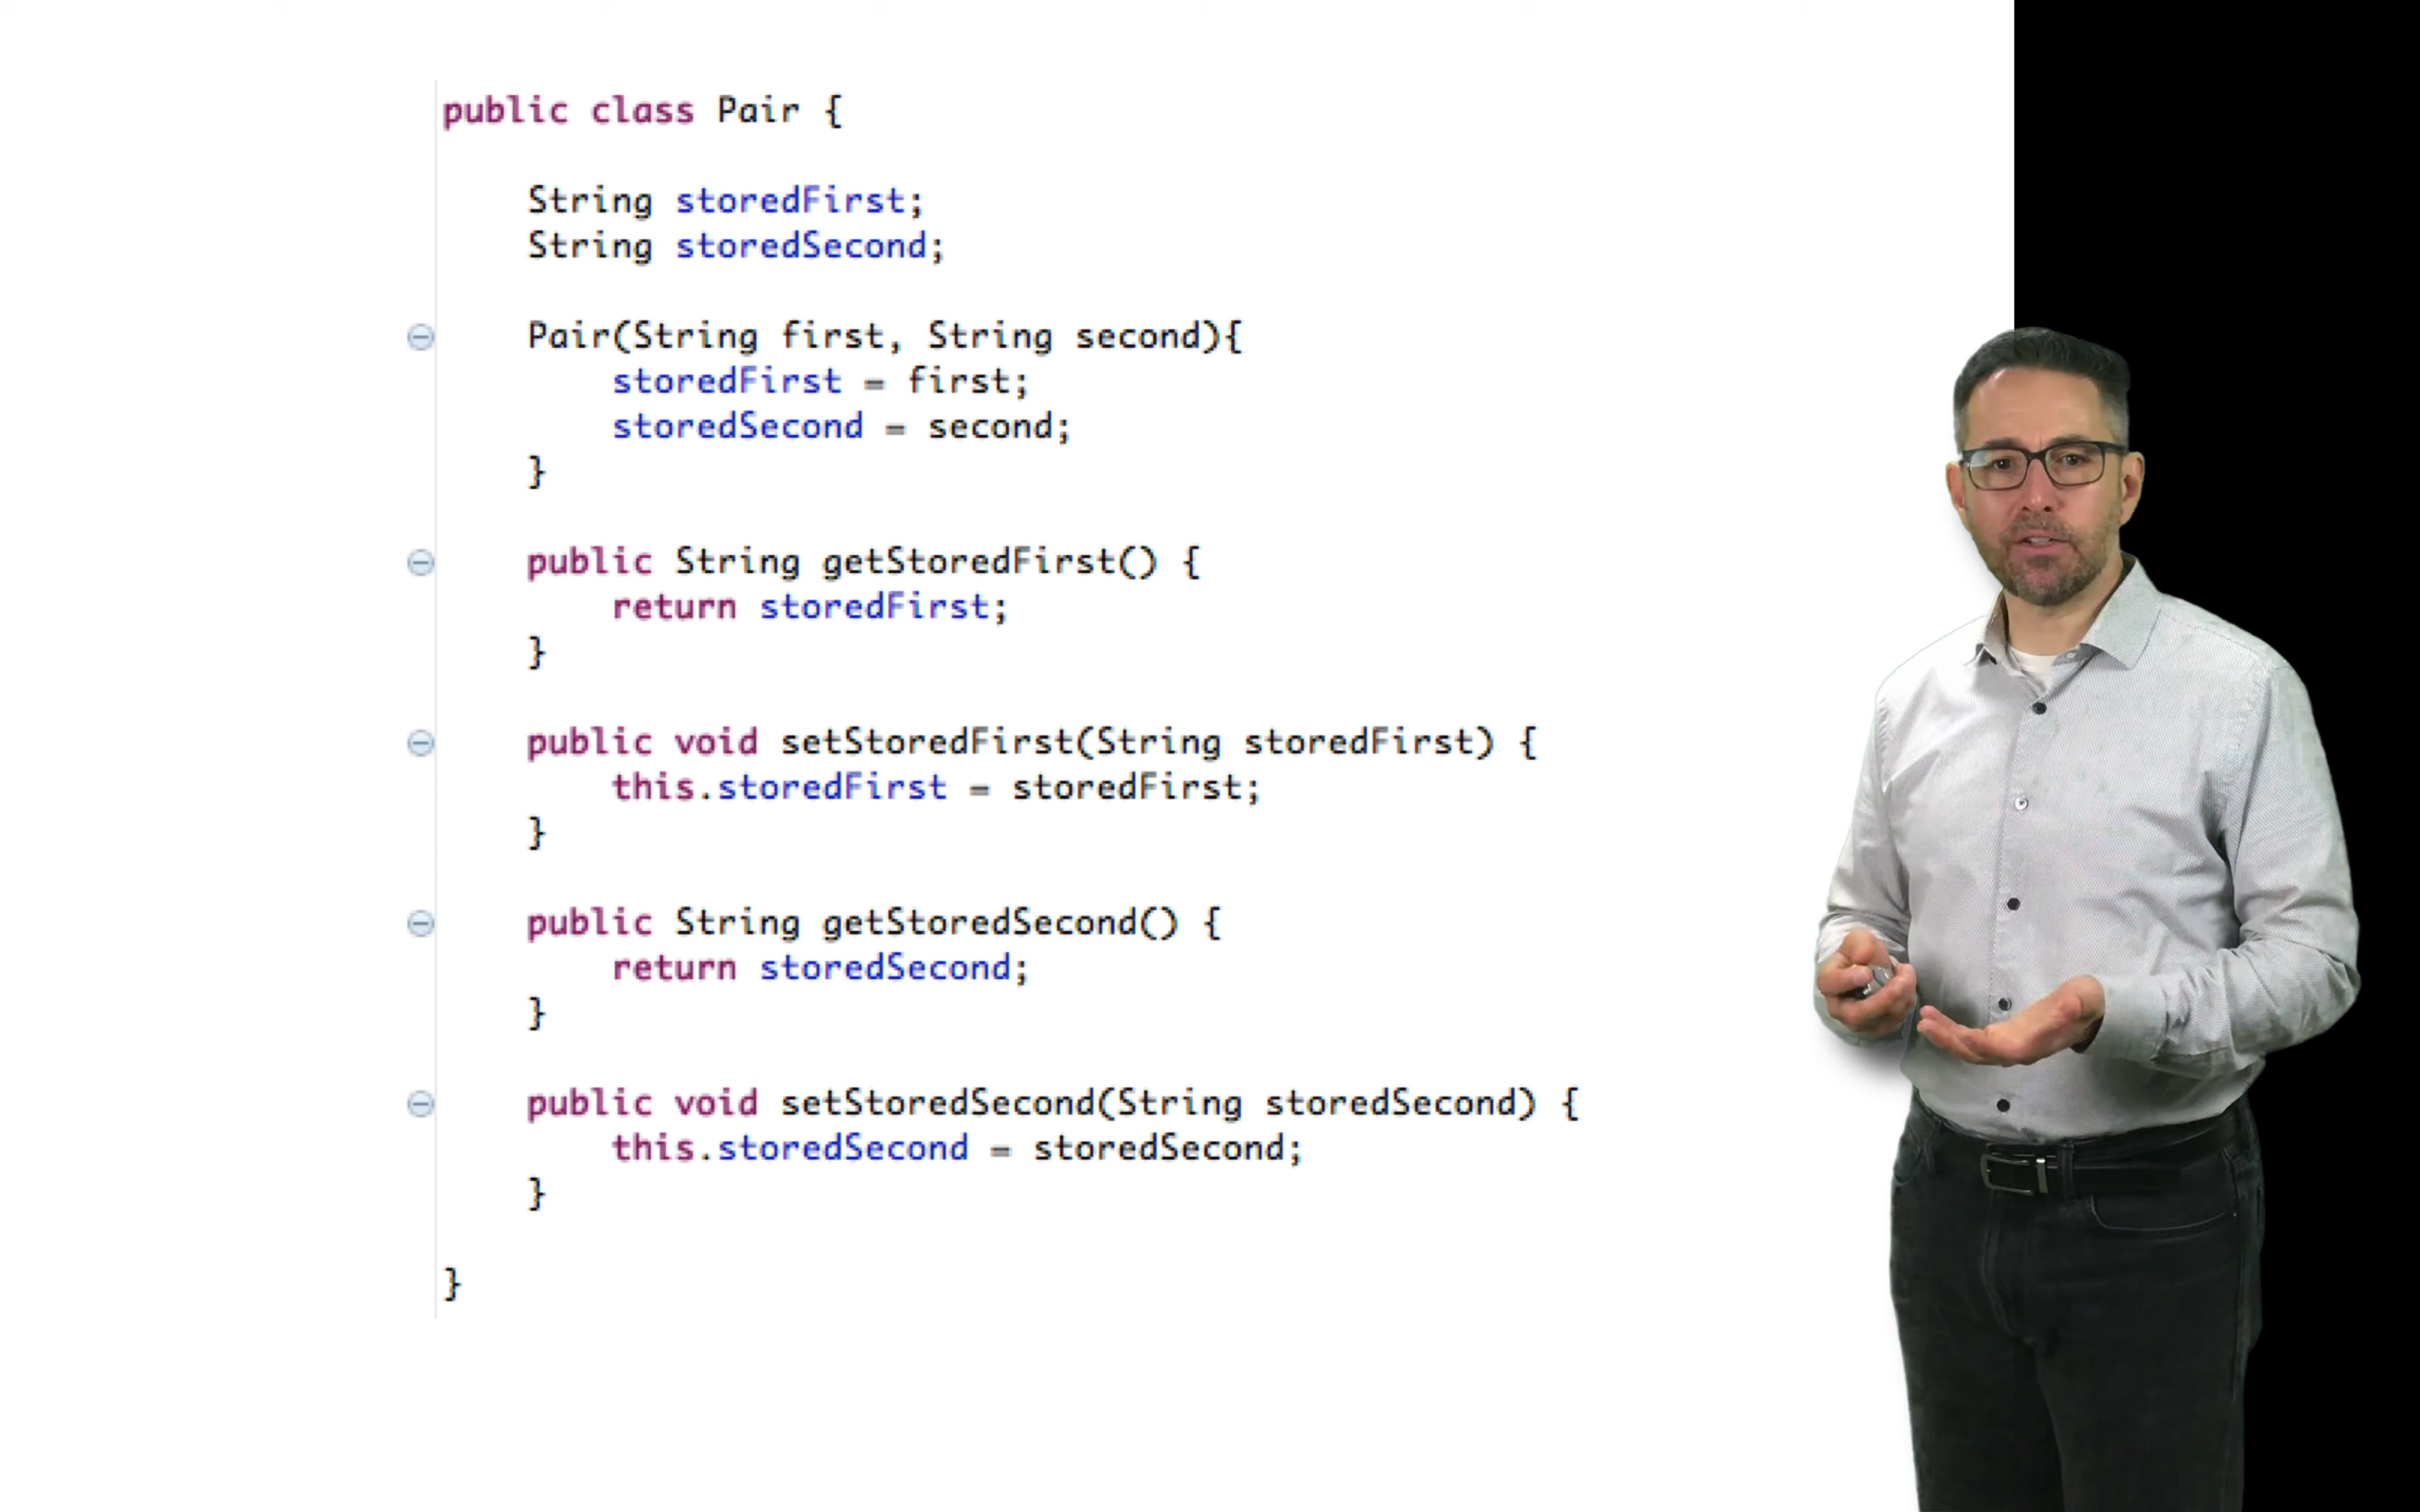 public class Pair {
String storedFirst;
String storedSecond;
Pair(String first, String second){
storedFirst = first;
storedSecond = second;
}
public String getStoredFirst() {
return storedFirst;
}
public void setStoredFirst(String storedFirst) {
this.storedFirst = storedFirst;
}
public String getStoredSecond() {
return storedSecond;
}
public void setStoredSecond(String storedSecond) {
this.storedSecond = storedSecond;
}
}